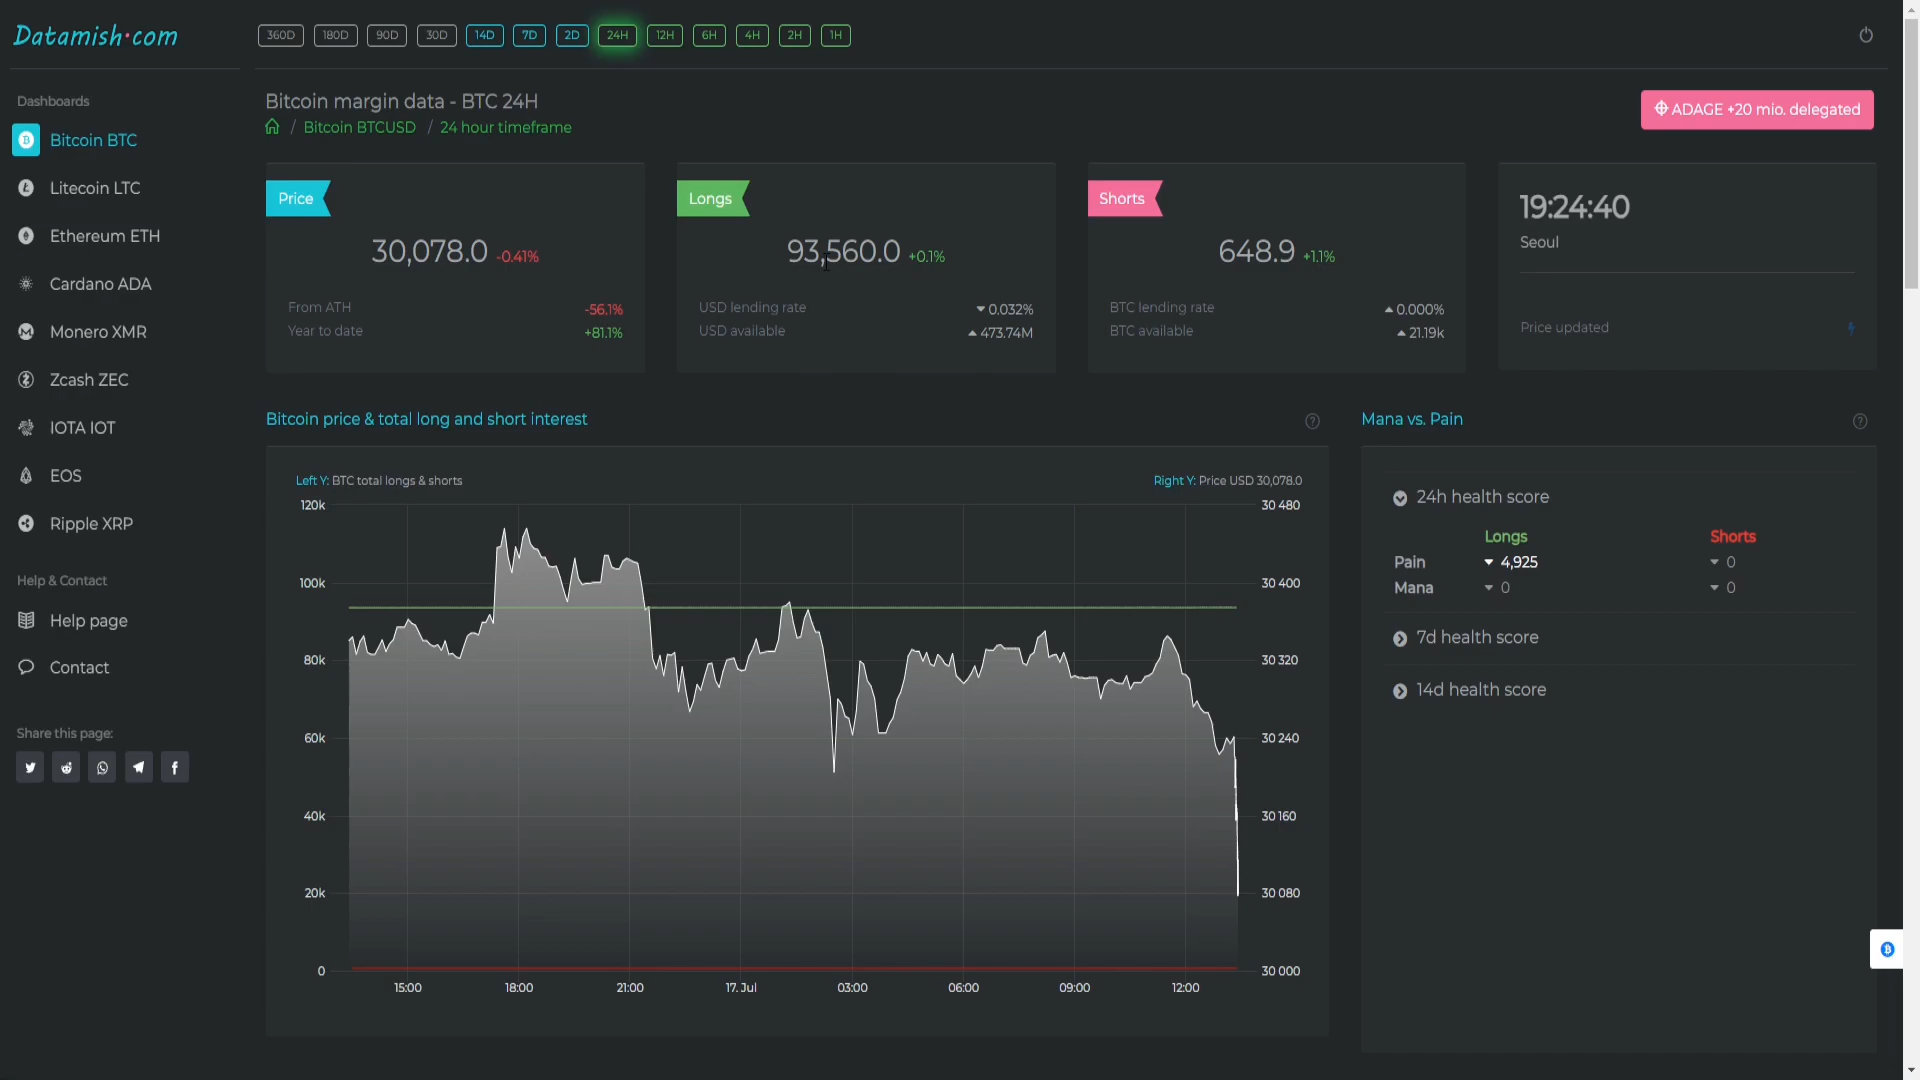 Datamish·com
360D 180D 90D 30D 14D 7D 2D 24H 12H 6H 4H 2H 1H
Dashboards
Bitcoin BTC
Litecoin LTC
Ethereum ETH
Cardano ADA
Monero XMR
Zcash ZEC
IOTA IOT
EOS
Ripple XRP
Help & Contact
Help page
Contact
Share this page:
Bitcoin margin data - BTC 24H
/ Bitcoin BTCUSD / 24 hour timeframe
ADAGE +20 mio. delegated
Price
30,078.0 -0.41%
From ATH -56.1%
Year to date +81.1%
Longs
93,560.0 +0.1%
USD lending rate 0.032%
USD available 473.74M
Shorts
648.9 +1.1%
BTC lending rate 0.000%
BTC available 21.19k
19:24:40
Seoul
Price updated
Bitcoin price & total long and short interest
Left Y: BTC total longs & shorts
Right Y: Price USD 30,078.0
120k 30 480
100k 30 400
80k 30 320
60k 30 240
40k 30 160
20k 30 080
0 30 000
15:00 18:00 21:00 17. Jul 03:00 06:00 09:00 12:00
Mana vs. Pain
24h health score
Longs Shorts
Pain 4,925 0
Mana 0 0
7d health score
14d health score